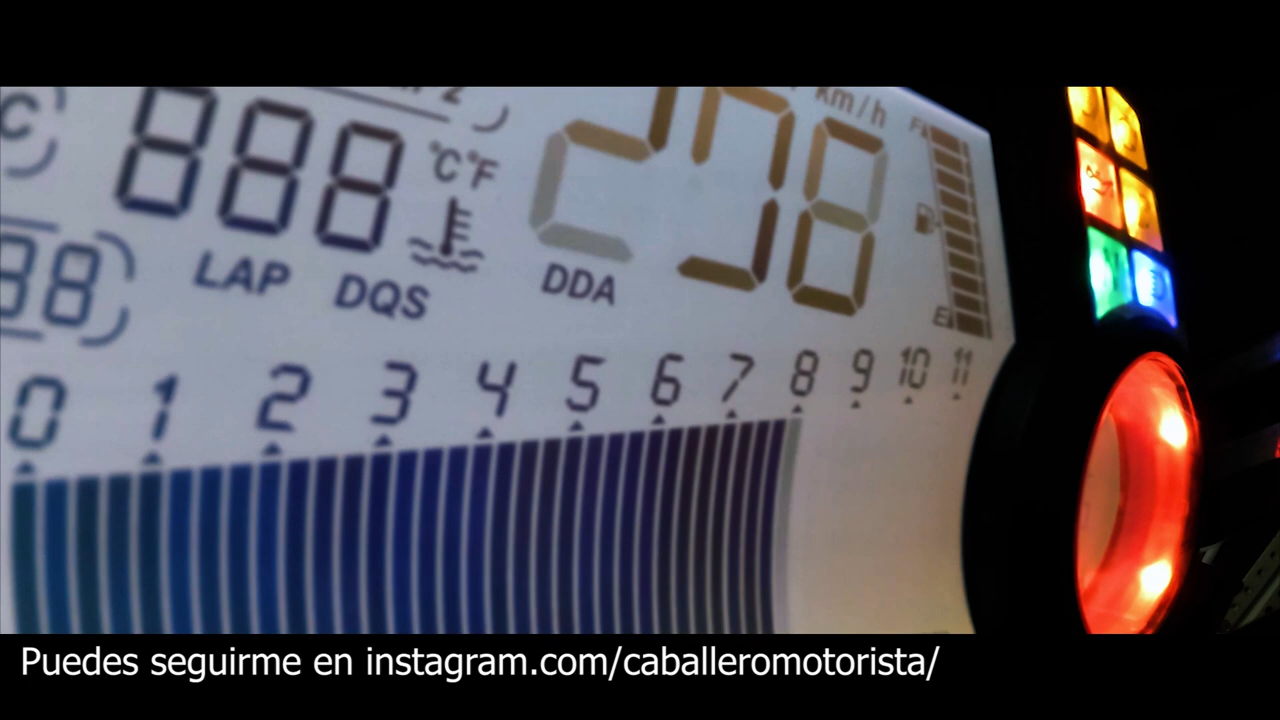 km/h
888
°C°F
F
LAP DQS
DDA
88
E
0 1 2 3 4 5 6 7 8 9 10 11
Puedes seguirme en instagram.com/caballeromotorista/